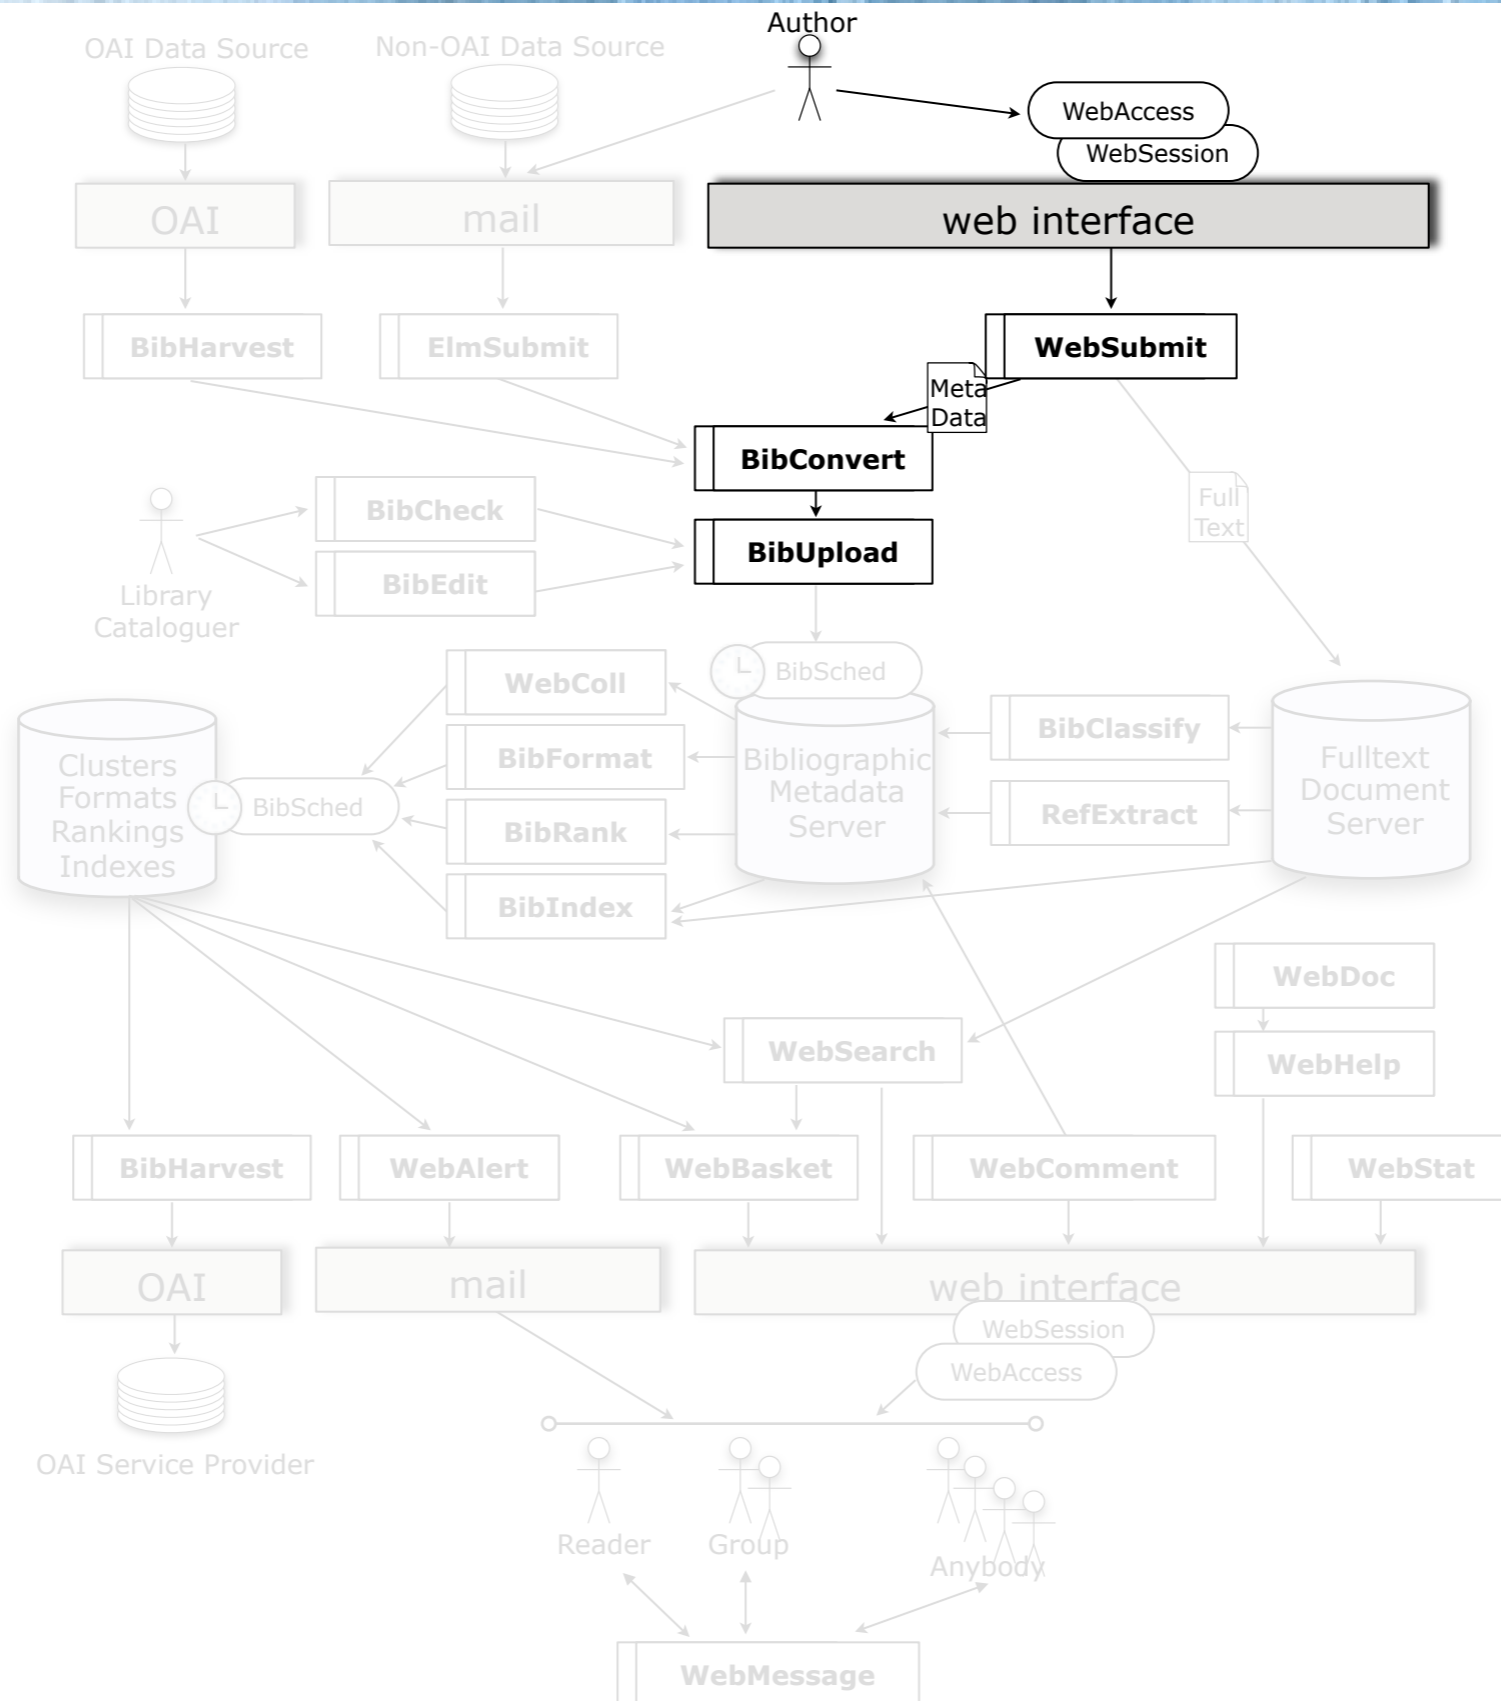 Author
OAI Data Source
Non-OAI Data Source
WebAccess
WebSession
OAI
mail
web interface
BibHarvest
ElmSubmit
WebSubmit
Meta
Data
BibConvert
Full
Text
BibCheck
BibUpload
BibEdit
Library
Cataloguer
BibSched
WebColl
BibClassify
Clusters
Formats
Rankings
Indexes
BibSched
BibFormat
Bibliographic
Metadata
Server
Fulltext
Document
Server
BibRank
RefExtract
BibIndex
WebDoc
WebSearch
WebHelp
BibHarvest
WebAlert
WebBasket
WebComment
WebStat
OAI
mail
web interface
WebSession
WebAccess
OAI Service Provider
Reader
Group
Anybody
WebMessage